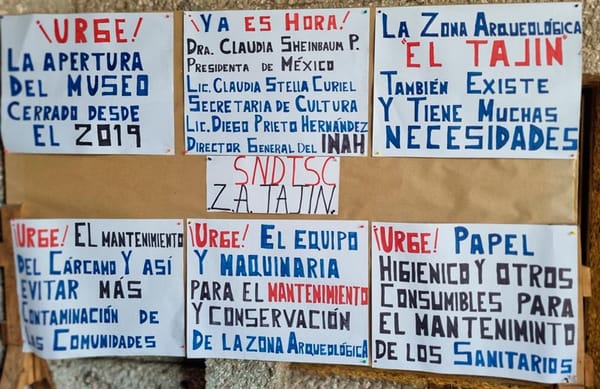 ¡URGE!
LA APERTURA
DEL MUSEO
CERRADO DESDE
EL 2019
¡YA ES HORA!
DRA. CLAUDIA SHEINBAUM P.
PRESIDENTA DE MÉXICO
LIC. CLAUDIA STELLA CURIEL
SECRETARIA DE CULTURA
LIC. DIEGO PRIETO HERNÁNDEZ
DIRECTOR GENERAL DEL INAH
LA ZONA ARQUEOLÓGICA
"EL TAJIN"
TAMBIÉN EXISTE
Y TIENE MUCHAS
NECESIDADES
SNDTSC
Z.A. TAJIN.
¡URGE! EL MANTENIMIENTO
DEL CÁRCAMO Y ASÍ
EVITAR MÁS
CONTAMINACIÓN DE
LAS COMUNIDADES
¡URGE! EL EQUIPO
Y MAQUINARIA
PARA EL MANTENIMIENTO
Y CONSERVACIÓN
DE LA ZONA ARQUEOLÓGICA
¡URGE! PAPEL
HIGIENICO Y OTROS
CONSUMIBLES PARA
EL MANTENIMINTO
DE LOS SANITARIOS